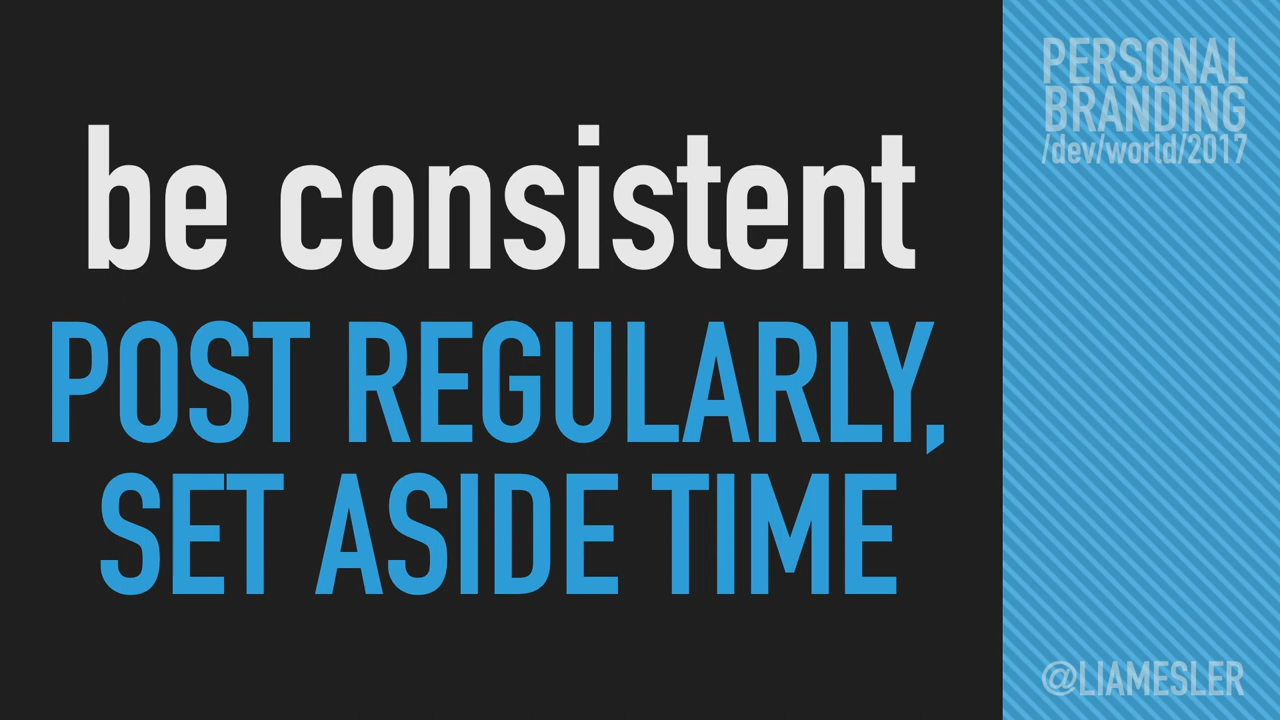 be consistent
POST REGULARLY,
SET ASIDE TIME
PERSONAL
BRANDING
/dev/world/2017
@LIAMESLER